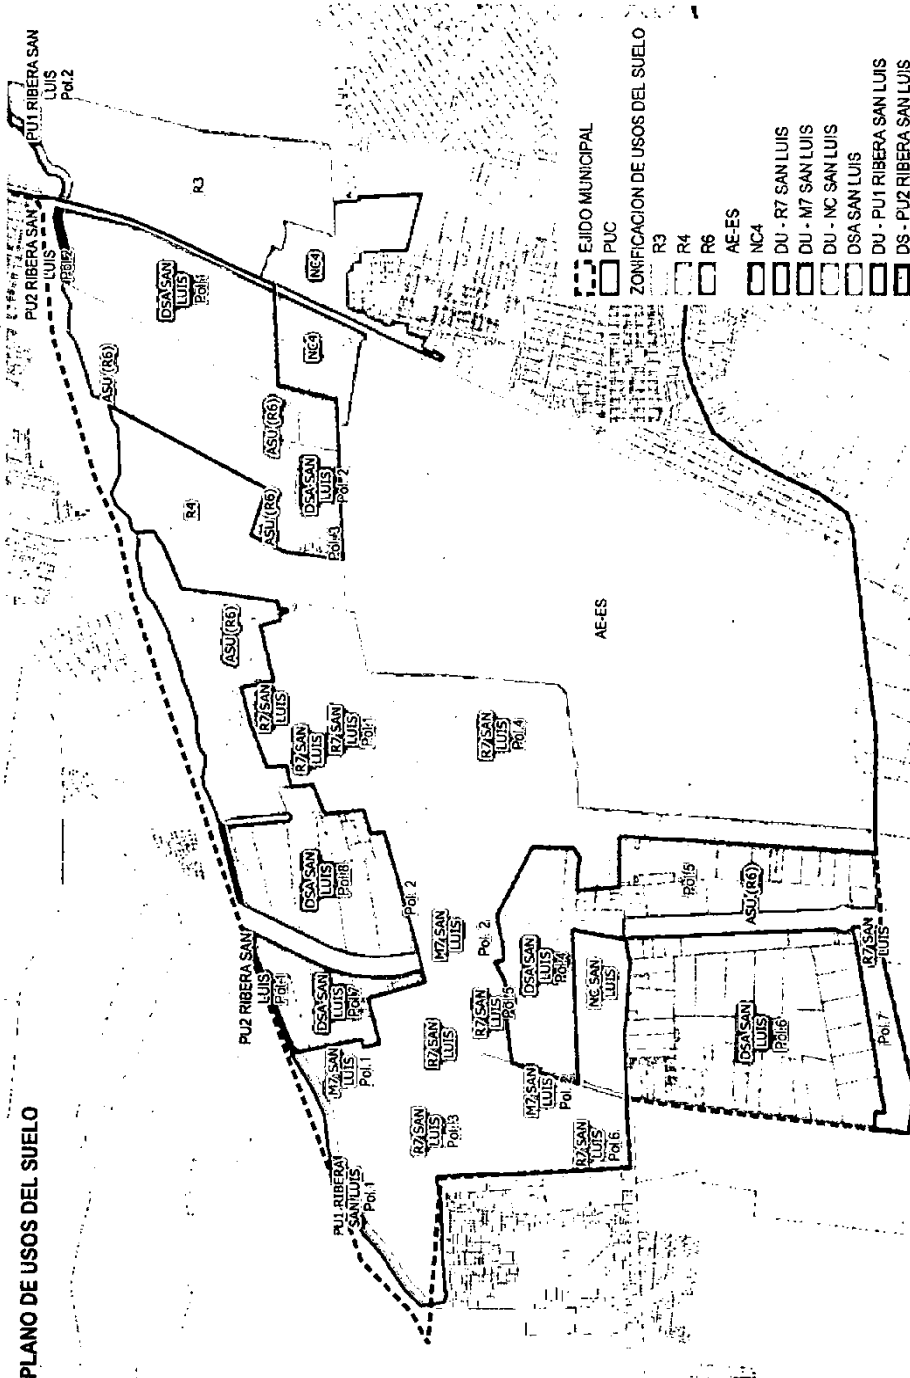 PLANO DE USOS DEL SUELO
PU1 RIBERA SAN
LUIS
Pol.2
PU2 RIBERA SAN
LUIS
Pol.2
R3
DSA SAN
LUIS
Pol.1
NC4
NC4
ASU (R6)
ASU (R6)
ASU (R6)
R4
DSA SAN
LUIS
Pol. 2
Pol. 3
ASU (R6)
AE-ES
R7 SAN
LUIS
R7 SAN
LUIS
R7 SAN
LUIS
Pol.1
R7 SAN
LUIS
Pol.4
DSA SAN
LUIS
Pol.8
Pol. 2
M7 SAN
LUIS
Pol. 2
Pol.5
ASU (R6)
PU2 RIBERA SAN
LUIS
Pol.1
DSA SAN
LUIS
Pol.7
R7 SAN
LUIS
Pol.5
DSA SAN
LUIS
Pol.4
NC SAN
LUIS
R7 SAN
LUIS
M7 SAN
LUIS
Pol.1
R7 SAN
LUIS
DSA SAN
LUIS
Pol.6
Pol.7
R7 SAN
LUIS
Pol.3
M7 SAN
LUIS
Pol. 2
R7 SAN
LUIS
Pol.6
PU1 RIBERA
SAN LUIS
Pol.1
EJIDO MUNICIPAL
PUC
ZONIFICACION DE USOS DEL SUELO
R3
R4
R6
AE-ES
NC4
DU - R7 SAN LUIS
DU - M7 SAN LUIS
DU - NC SAN LUIS
DSA SAN LUIS
DU - PU1 RIBERA SAN LUIS
DS - PU2 RIBERA SAN LUIS